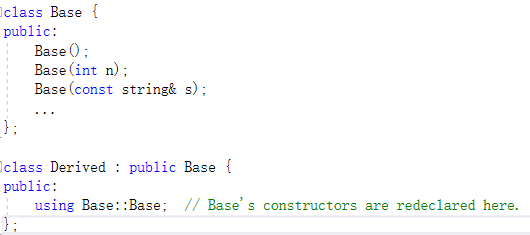 class Base {
public:
    Base();
    Base(int n);
    Base(const string& s);
    ...
};

class Derived : public Base {
public:
    using Base::Base;  // Base's constructors are redeclared here.
};